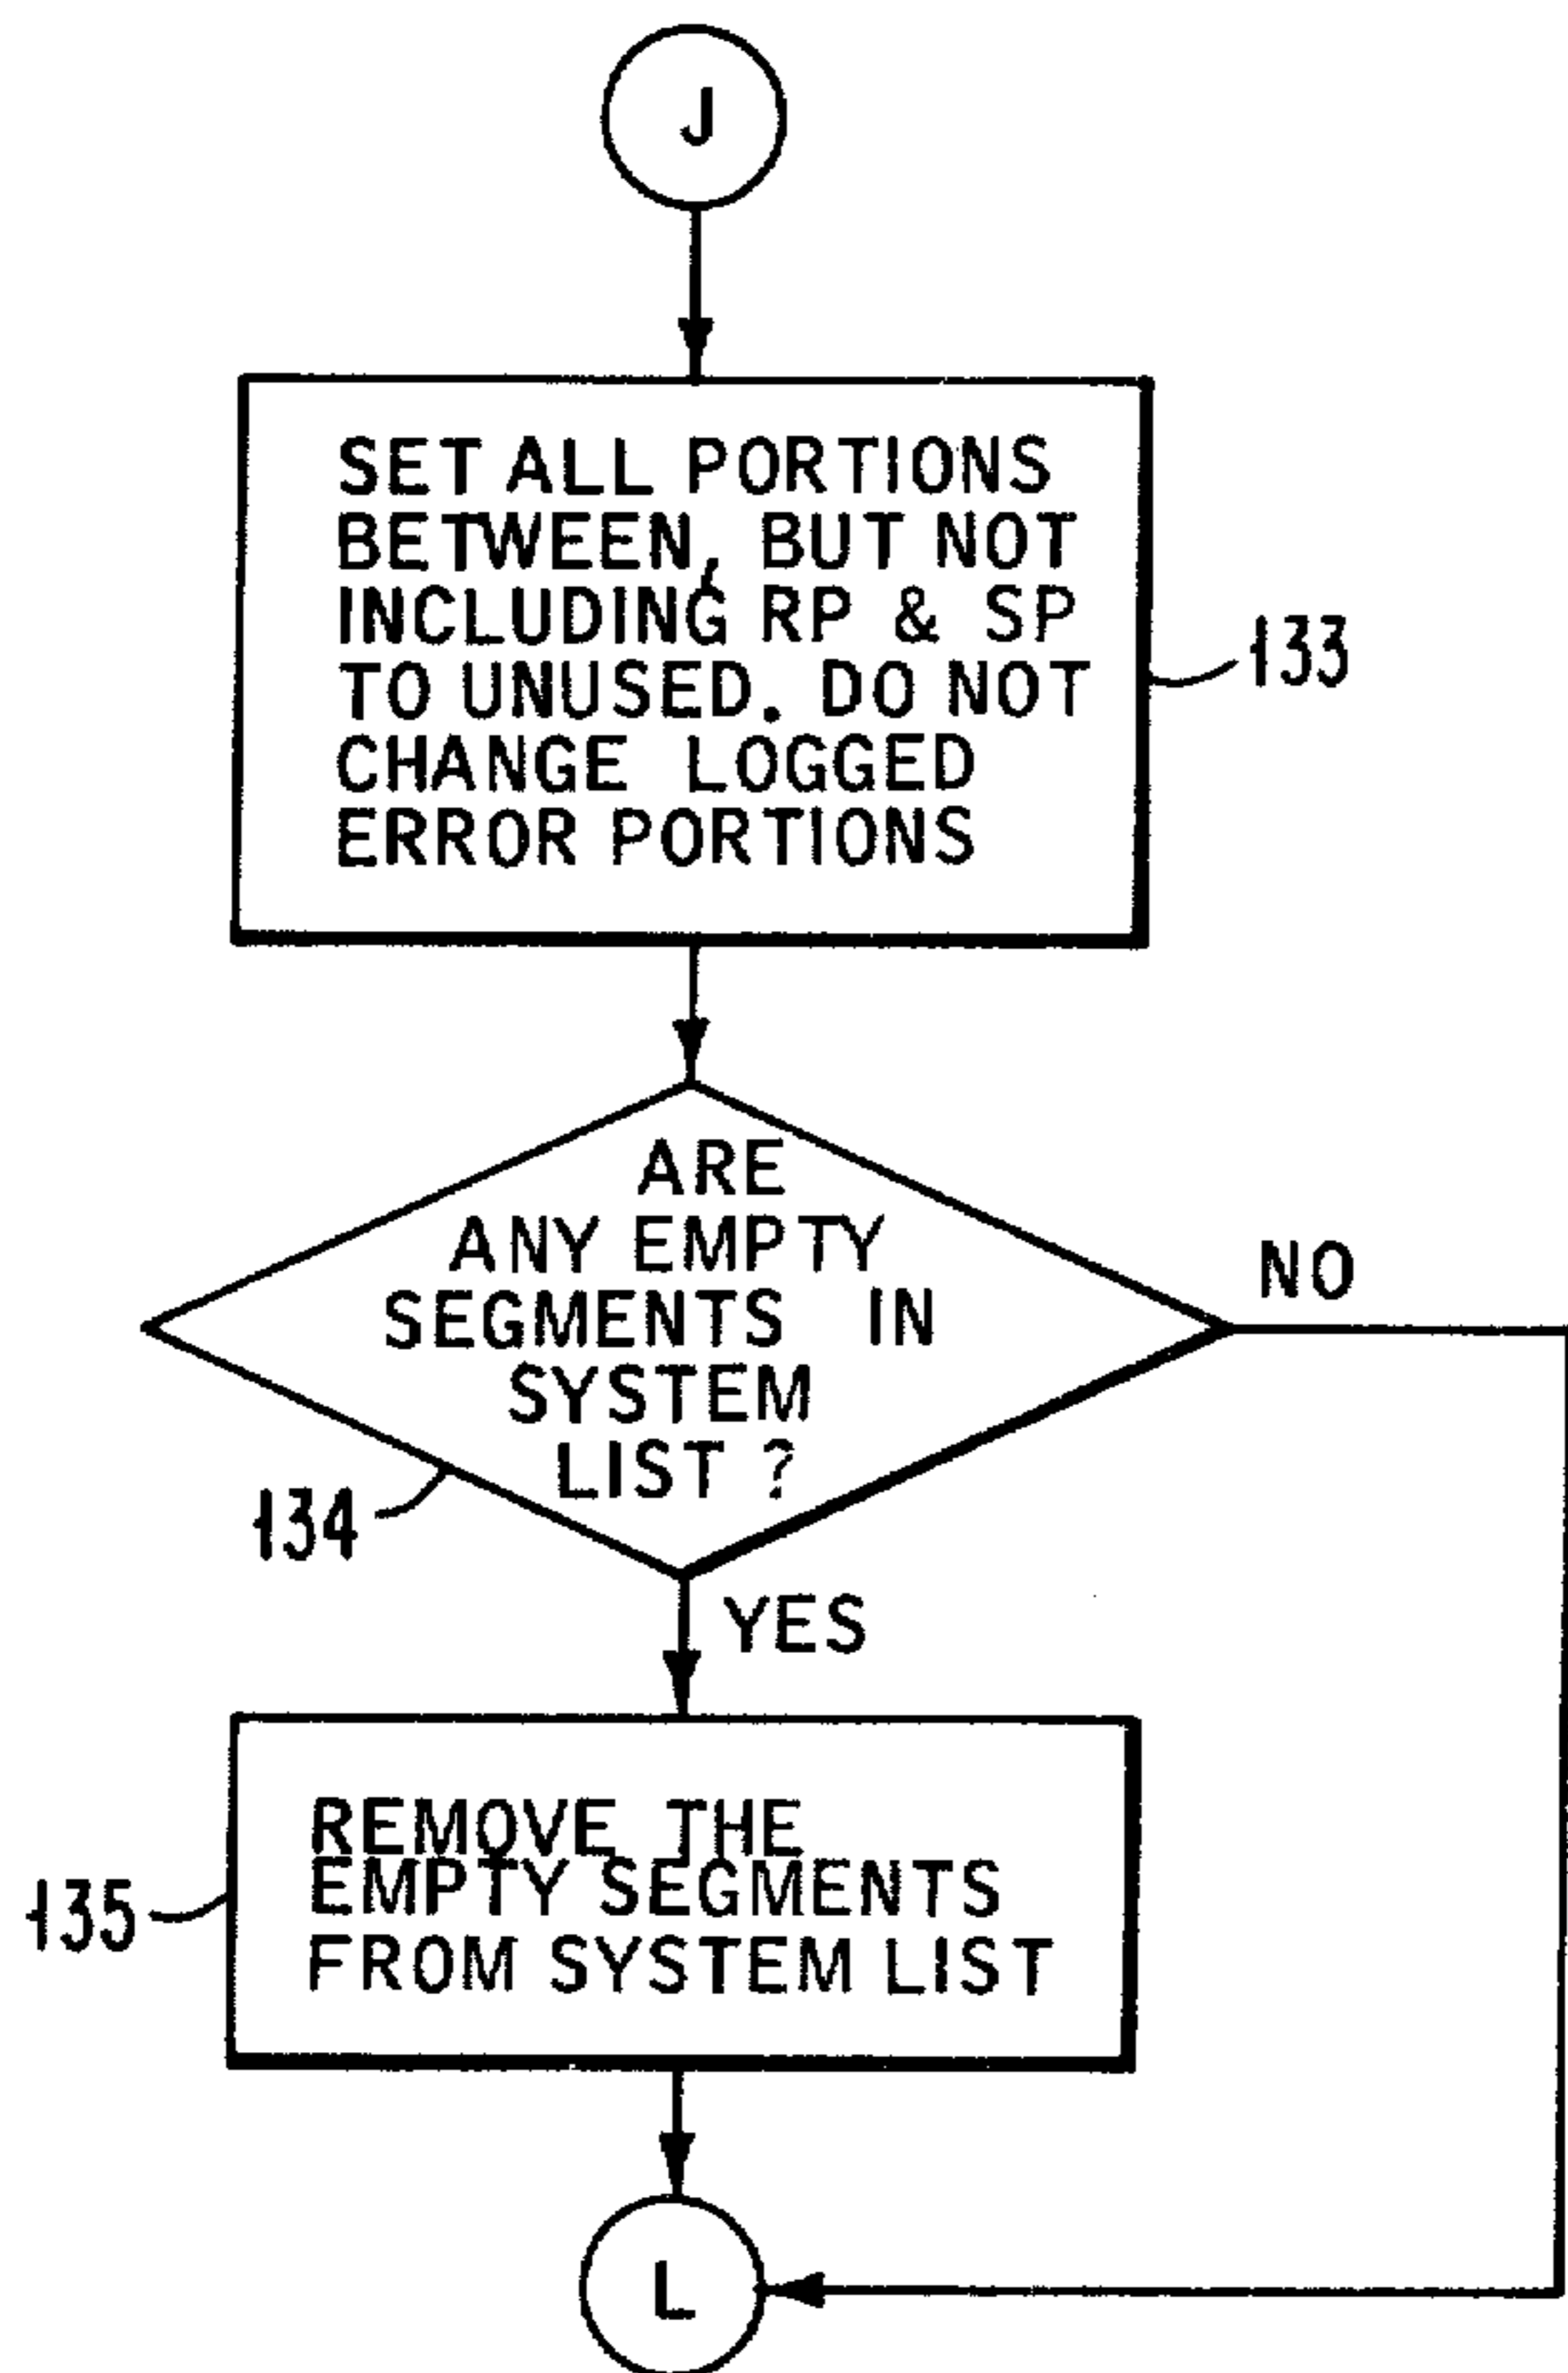 J
SET ALL PORTIONS
BETWEEN, BUT NOT
INCLUDING RP & SP
TO UNUSED. DO NOT
CHANGE LOGGED
ERROR PORTIONS
133
ARE
ANY EMPTY
SEGMENTS IN
SYSTEM
LIST ?
NO
134
YES
REMOVE THE
EMPTY SEGMENTS
FROM SYSTEM LIST
135
L